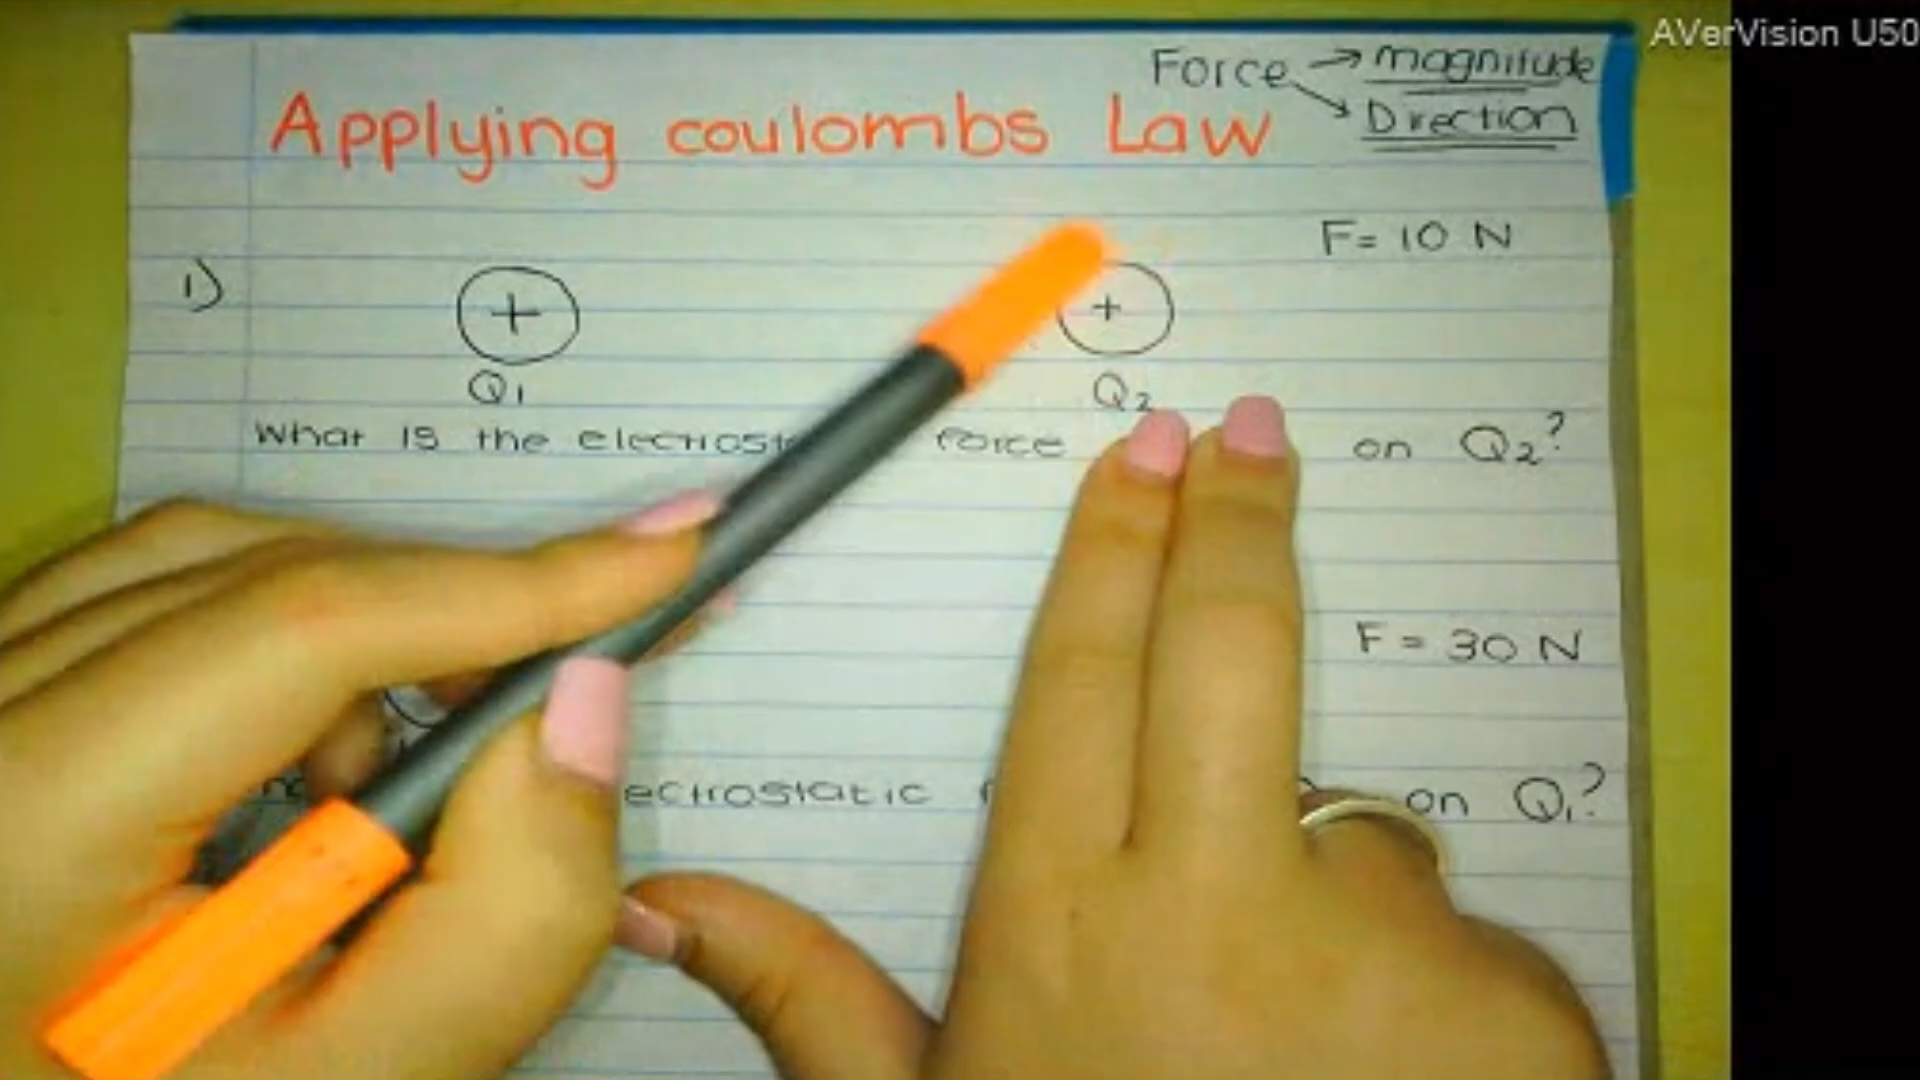 AVerVision U50
Force → magnitude
Direction
Applying coulombs Law
F = 10 N
1)
+ +
Q1 Q2
What is the force on Q2?
F = 30 N
on Q1?